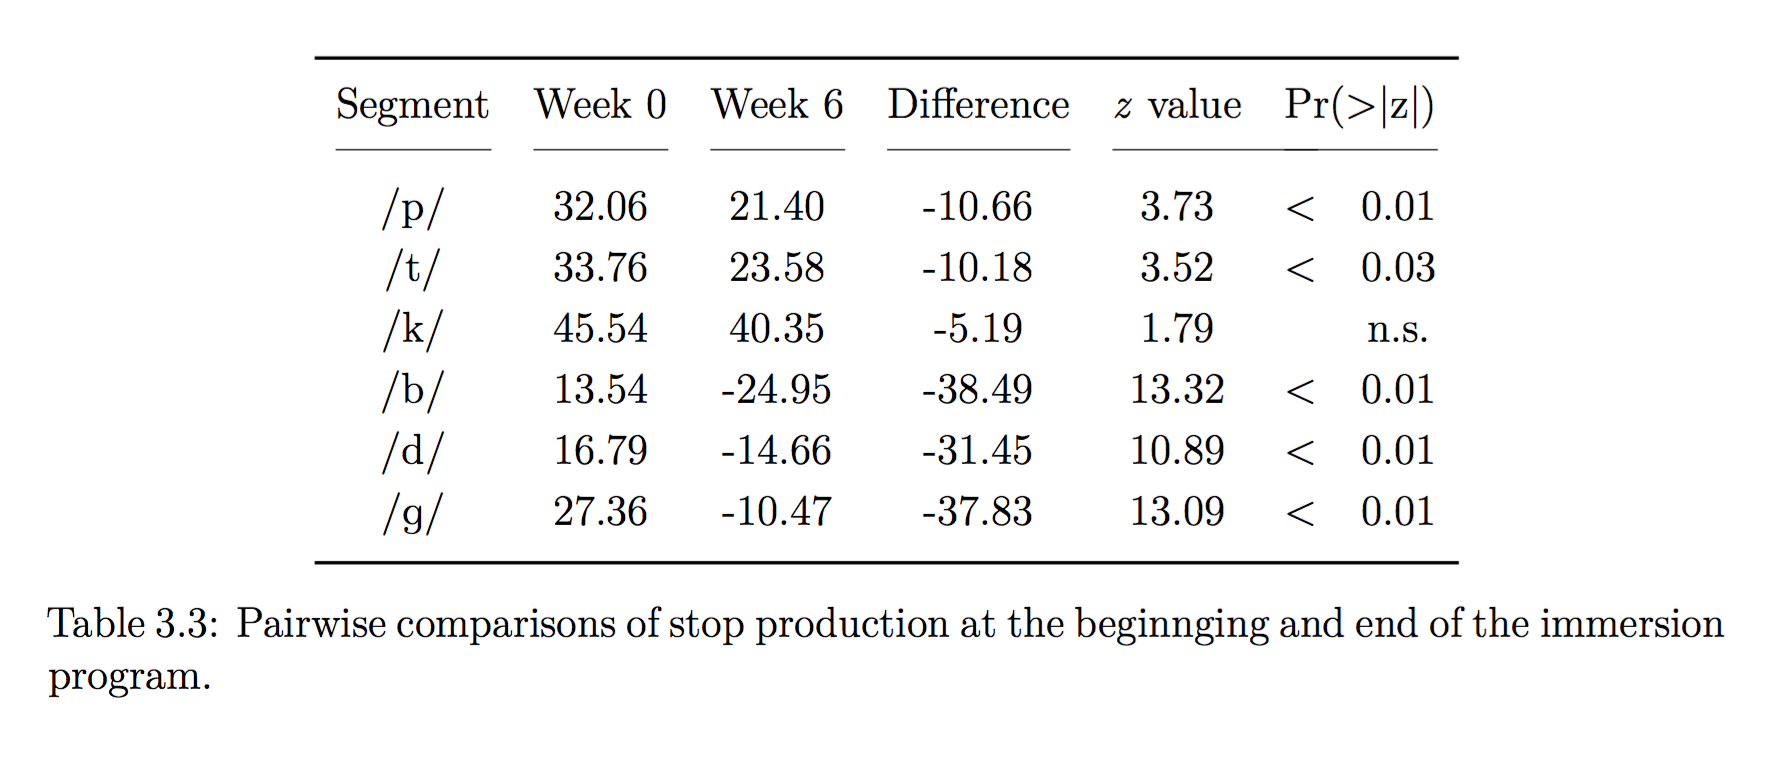 Segment Week 0 Week 6 Difference z value Pr(>|z|)
/p/ 32.06 21.40 -10.66 3.73 < 0.01
/t/ 33.76 23.58 -10.18 3.52 < 0.03
/k/ 45.54 40.35 -5.19 1.79 n.s.
/b/ 13.54 -24.95 -38.49 13.32 < 0.01
/d/ 16.79 -14.66 -31.45 10.89 < 0.01
/g/ 27.36 -10.47 -37.83 13.09 < 0.01
Table 3.3: Pairwise comparisons of stop production at the beginnging and end of the immersion
program.